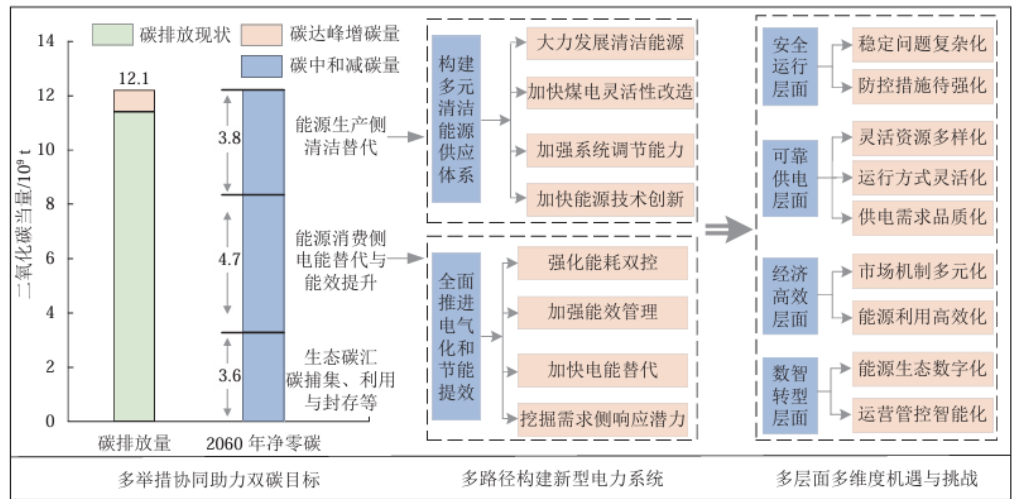 二氧化碳当量/10⁹ t
14
12
10
8
6
4
2
0
碳排放现状
碳达峰增碳量
碳中和减碳量
12.1
3.8
4.7
3.6
碳排放量
2060 年净零碳
能源生产侧
清洁替代
能源消费侧
电能替代与
能效提升
生态碳汇
碳捕集、利用
与封存等
多举措协同助力双碳目标
构建
多元
清洁
能源
供应
体系
大力发展清洁能源
加快煤电灵活性改造
加强系统调节能力
加快能源技术创新
全面
推进
电气
化和
节能
提效
强化能耗双控
加强能效管理
加快电能替代
挖掘需求侧响应潜力
多路径构建新型电力系统
安全
运行
层面
稳定问题复杂化
防控措施待强化
可靠
供电
层面
灵活资源多样化
运行方式灵活化
供电需求品质化
经济
高效
层面
市场机制多元化
能源利用高效化
数智
转型
层面
能源生态数字化
运营管控智能化
多层面多维度机遇与挑战